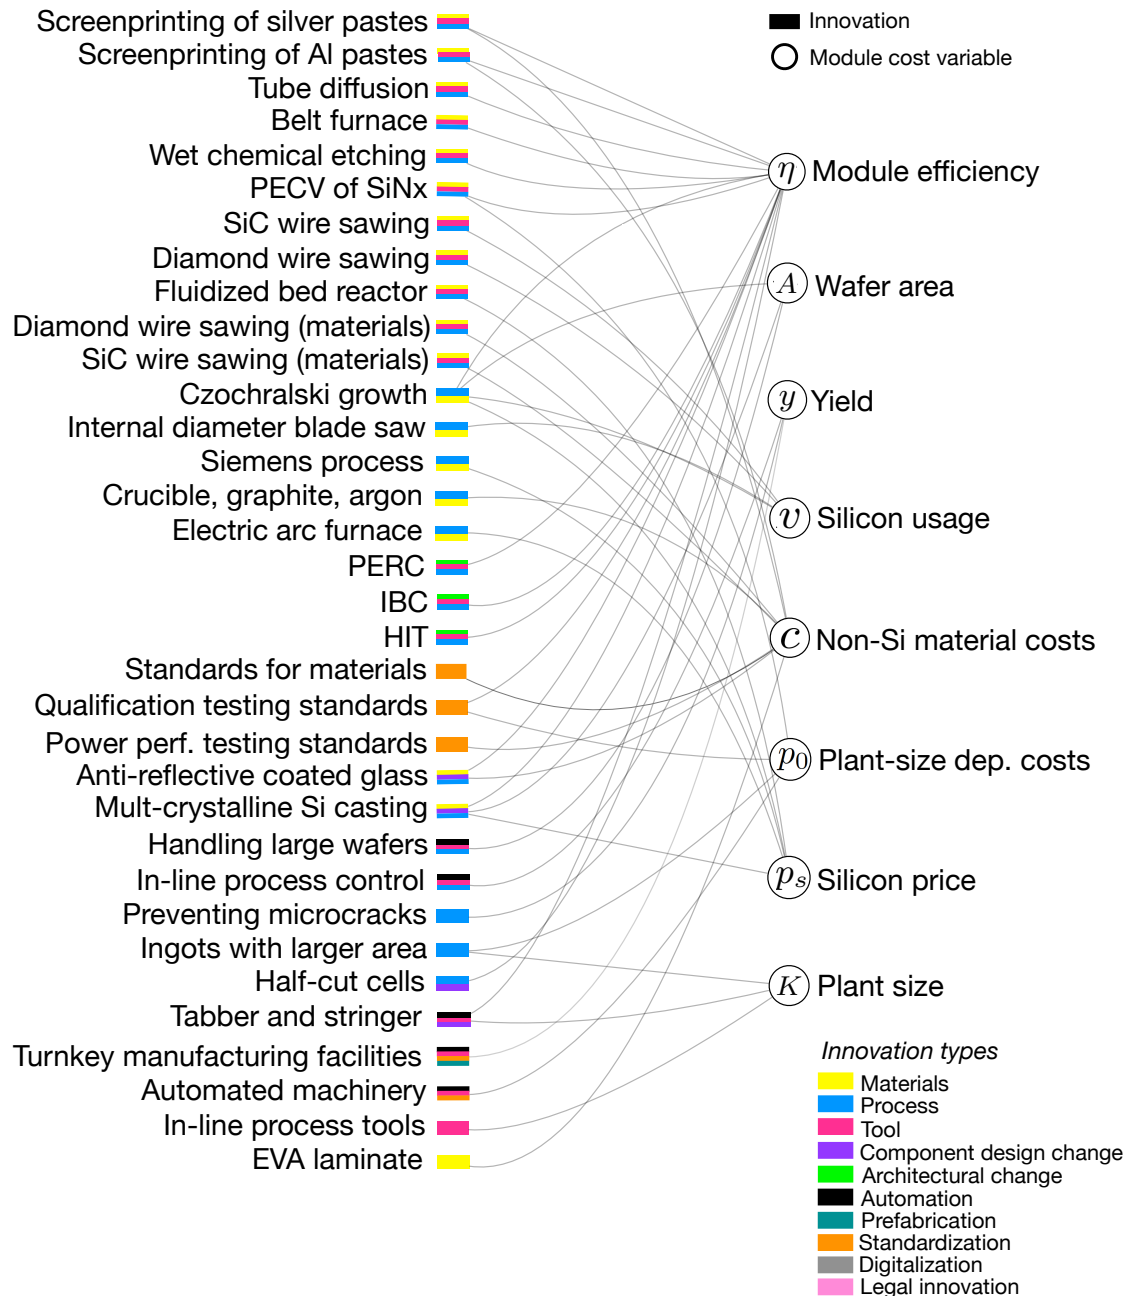 Screenprinting of silver pastes
Screenprinting of Al pastes
Tube diffusion
Belt furnace
Wet chemical etching
PECV of SiNx
SiC wire sawing
Diamond wire sawing
Fluidized bed reactor
Diamond wire sawing (materials)
SiC wire sawing (materials)
Czochralski growth
Internal diameter blade saw
Siemens process
Crucible, graphite, argon
Electric arc furnace
PERC
IBC
HIT
Standards for materials
Qualification testing standards
Power perf. testing standards
Anti-reflective coated glass
Mult-crystalline Si casting
Handling large wafers
In-line process control
Preventing microcracks
Ingots with larger area
Half-cut cells
Tabber and stringer
Turnkey manufacturing facilities
Automated machinery
In-line process tools
EVA laminate
Innovation
Module cost variable
η Module efficiency
A Wafer area
y Yield
υ Silicon usage
c Non-Si material costs
p₀ Plant-size dep. costs
pₛ Silicon price
K Plant size
Innovation types
Materials
Process
Tool
Component design change
Architectural change
Automation
Prefabrication
Standardization
Digitalization
Legal innovation